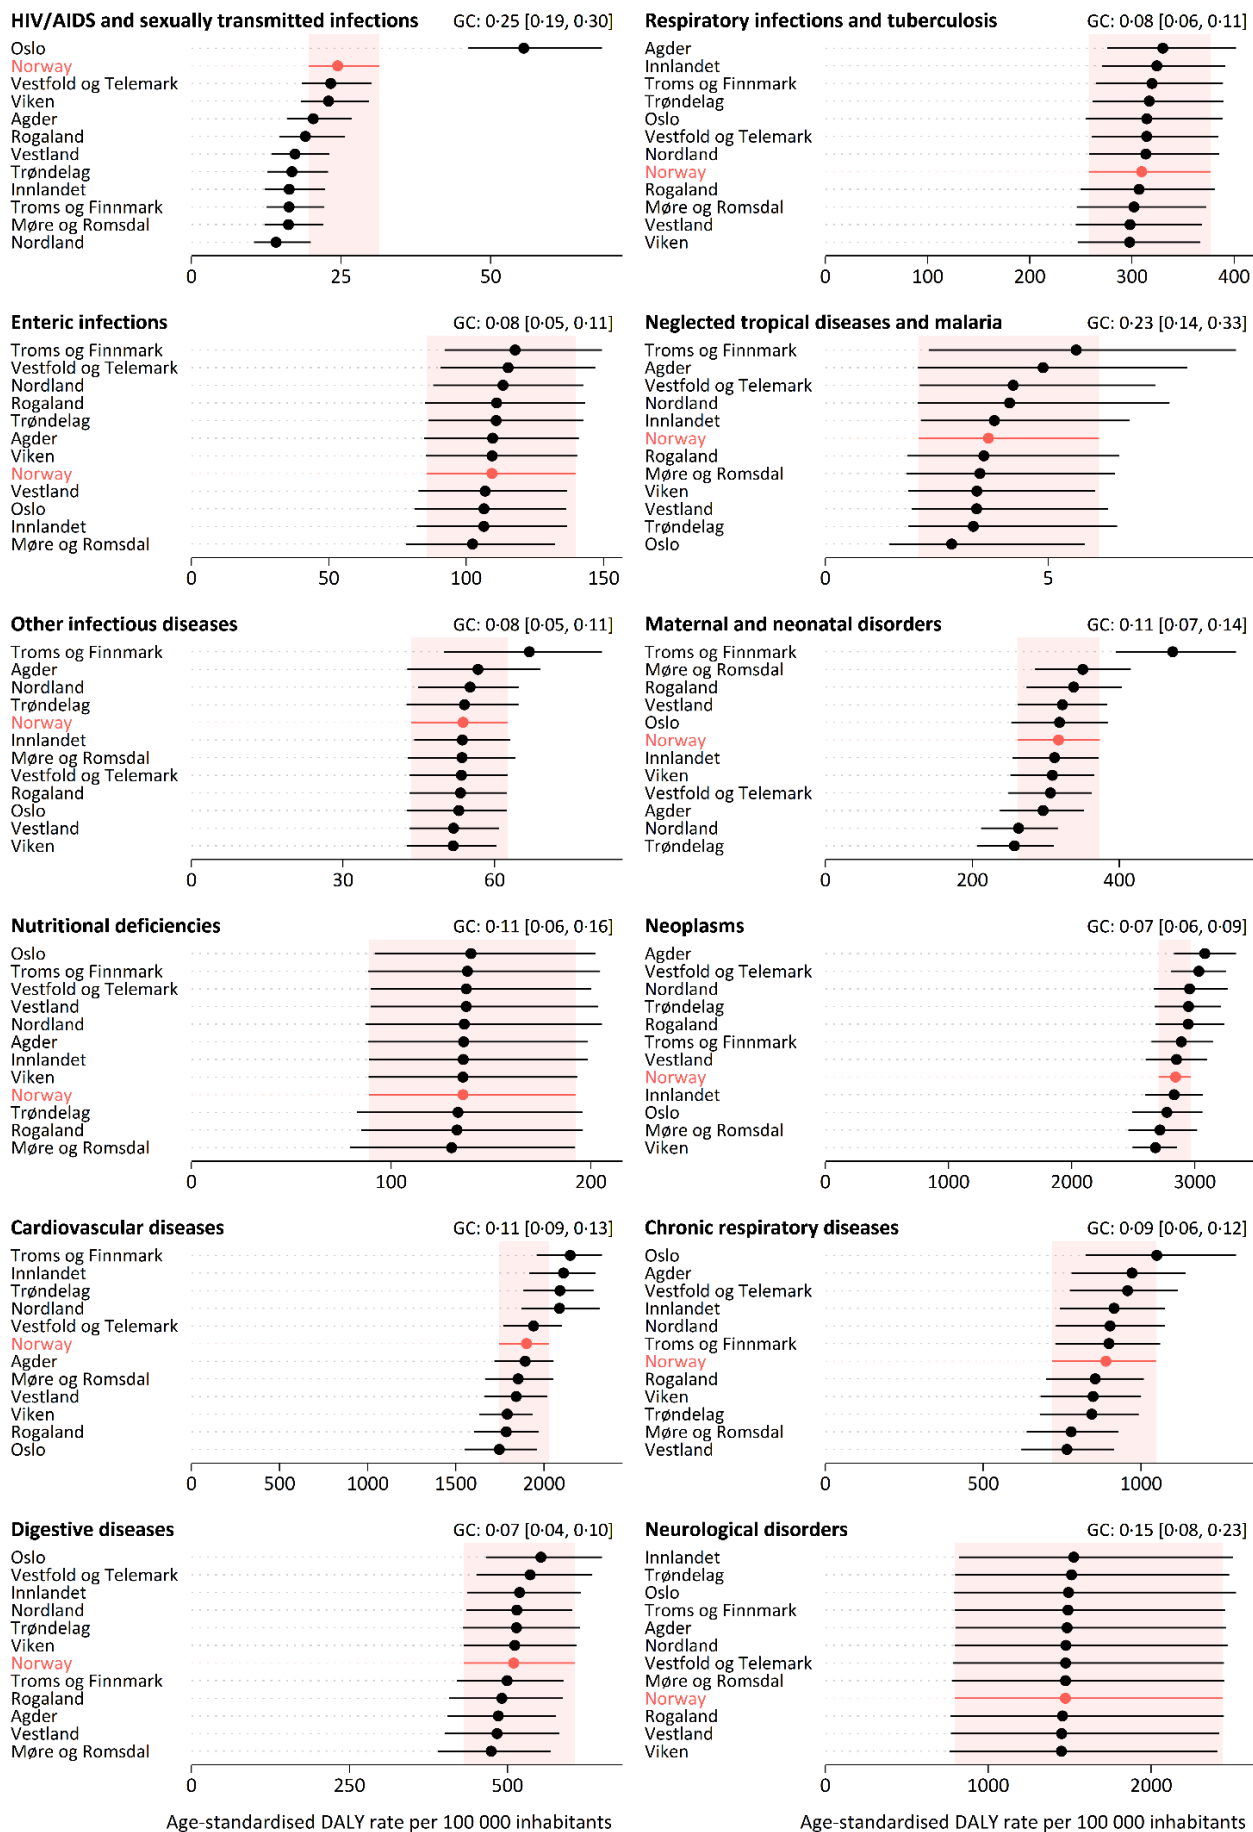 HIV/AIDS and sexually transmitted infections GC: 0·25 [0·19, 0·30]
Oslo
Norway
Vestfold og Telemark
Viken
Agder
Rogaland
Vestland
Trøndelag
Innlandet
Troms og Finnmark
Møre og Romsdal
Nordland
0 25 50
Respiratory infections and tuberculosis GC: 0·08 [0·06, 0·11]
Agder
Innlandet
Troms og Finnmark
Trøndelag
Oslo
Vestfold og Telemark
Nordland
Norway
Rogaland
Møre og Romsdal
Vestland
Viken
0 100 200 300 400
Enteric infections GC: 0·08 [0·05, 0·11]
Troms og Finnmark
Vestfold og Telemark
Nordland
Rogaland
Trøndelag
Agder
Viken
Norway
Vestland
Oslo
Innlandet
Møre og Romsdal
0 50 100 150
Neglected tropical diseases and malaria GC: 0·23 [0·14, 0·33]
Troms og Finnmark
Agder
Vestfold og Telemark
Nordland
Innlandet
Norway
Rogaland
Møre og Romsdal
Viken
Vestland
Trøndelag
Oslo
0 5
Other infectious diseases GC: 0·08 [0·05, 0·11]
Troms og Finnmark
Agder
Nordland
Trøndelag
Norway
Innlandet
Møre og Romsdal
Vestfold og Telemark
Rogaland
Oslo
Vestland
Viken
0 30 60
Maternal and neonatal disorders GC: 0·11 [0·07, 0·14]
Troms og Finnmark
Møre og Romsdal
Rogaland
Vestland
Oslo
Norway
Innlandet
Viken
Vestfold og Telemark
Agder
Nordland
Trøndelag
0 200 400
Nutritional deficiencies GC: 0·11 [0·06, 0·16]
Oslo
Troms og Finnmark
Vestfold og Telemark
Vestland
Nordland
Agder
Innlandet
Viken
Norway
Trøndelag
Rogaland
Møre og Romsdal
0 100 200
Neoplasms GC: 0·07 [0·06, 0·09]
Agder
Vestfold og Telemark
Nordland
Trøndelag
Rogaland
Troms og Finnmark
Vestland
Norway
Innlandet
Oslo
Møre og Romsdal
Viken
0 1000 2000 3000
Cardiovascular diseases GC: 0·11 [0·09, 0·13]
Troms og Finnmark
Innlandet
Trøndelag
Nordland
Vestfold og Telemark
Norway
Agder
Møre og Romsdal
Vestland
Viken
Rogaland
Oslo
0 500 1000 1500 2000
Chronic respiratory diseases GC: 0·09 [0·06, 0·12]
Oslo
Agder
Vestfold og Telemark
Innlandet
Nordland
Troms og Finnmark
Norway
Rogaland
Viken
Trøndelag
Møre og Romsdal
Vestland
0 500 1000
Digestive diseases GC: 0·07 [0·04, 0·10]
Oslo
Vestfold og Telemark
Innlandet
Nordland
Trøndelag
Viken
Norway
Troms og Finnmark
Rogaland
Agder
Vestland
Møre og Romsdal
0 250 500
Age-standardised DALY rate per 100 000 inhabitants
Neurological disorders GC: 0·15 [0·08, 0·23]
Innlandet
Trøndelag
Oslo
Troms og Finnmark
Agder
Nordland
Vestfold og Telemark
Møre og Romsdal
Norway
Rogaland
Vestland
Viken
0 1000 2000
Age-standardised DALY rate per 100 000 inhabitants